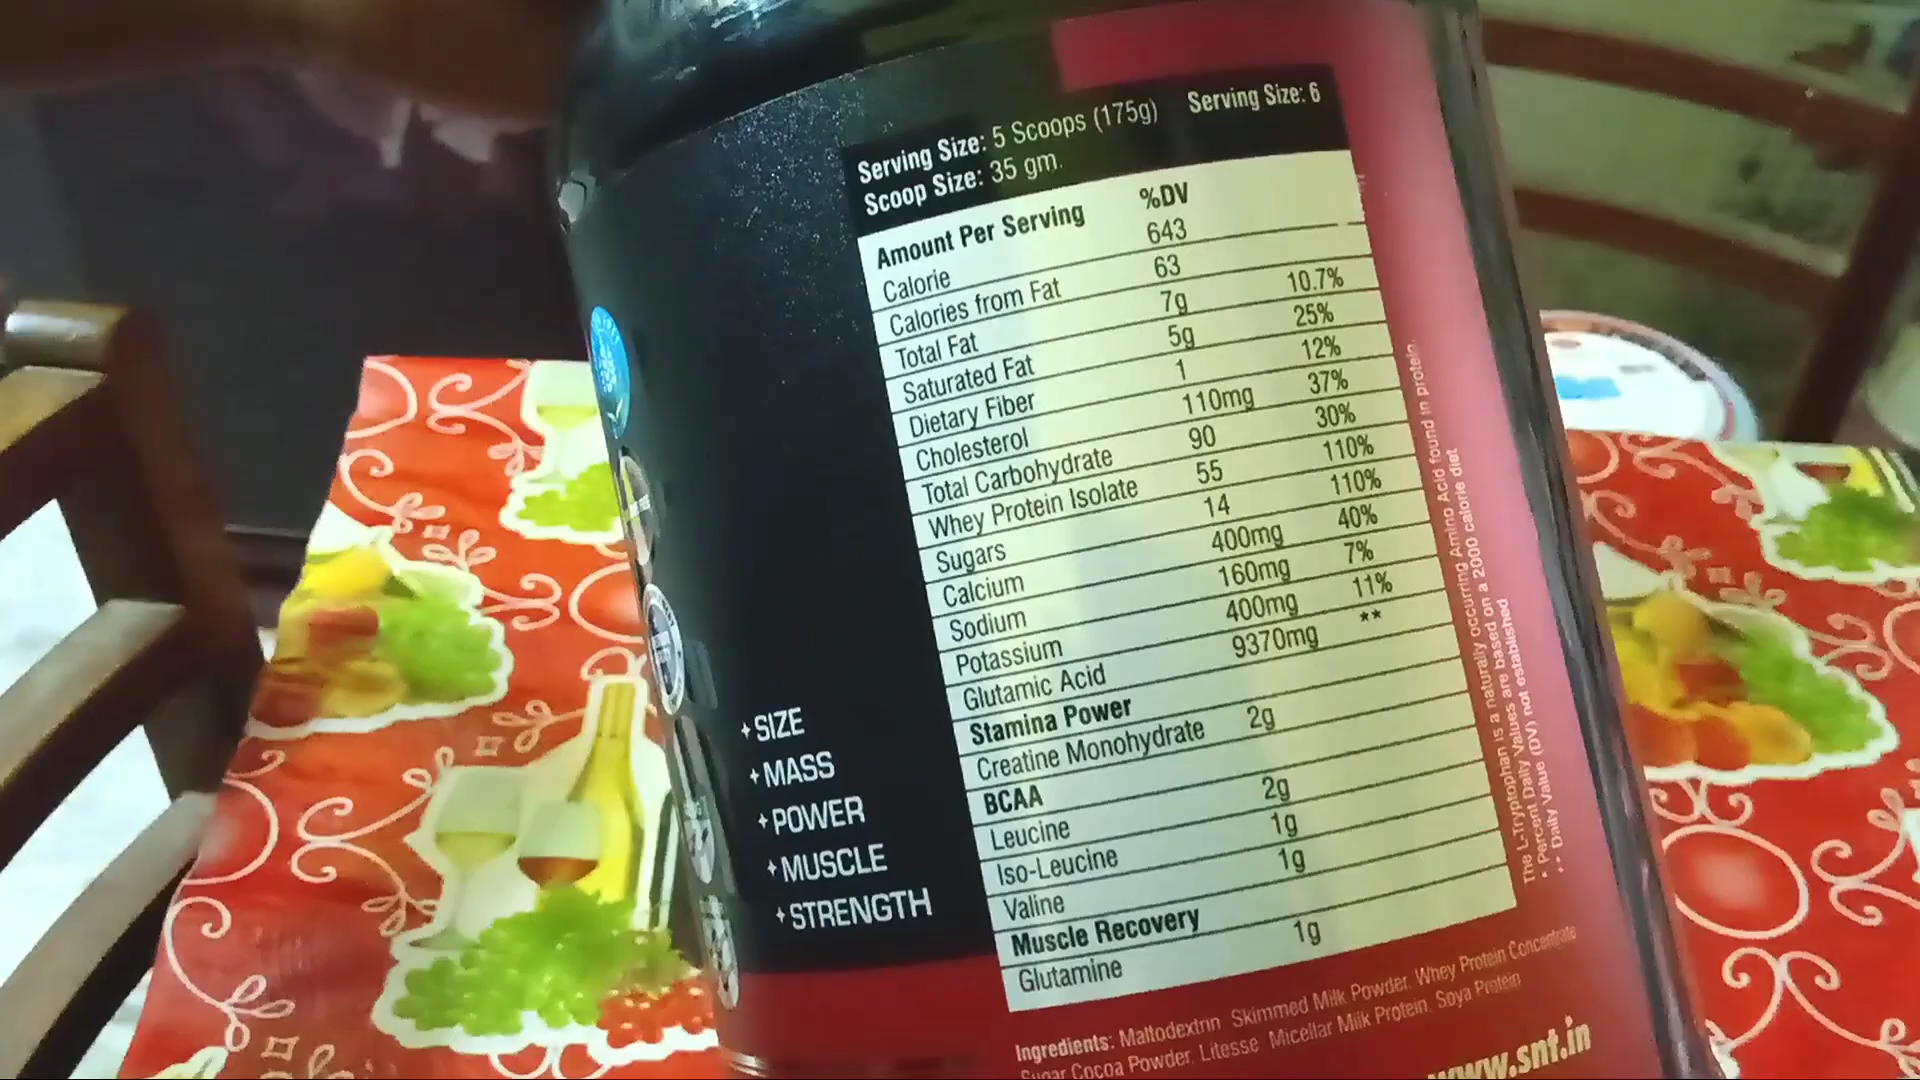 Serving Size: 5 Scoops (175g) Serving Size: 6
Scoop Size: 35 gm.
Amount Per Serving %DV
Calorie 643
Calories from Fat 63
Total Fat 7g 10.7%
Saturated Fat 5g 25%
Dietary Fiber 1 12%
Cholesterol 110mg 37%
Total Carbohydrate 90 30%
Whey Protein Isolate 55 110%
Sugars 14 110%
Calcium 400mg 40%
Sodium 160mg 7%
Potassium 400mg 11%
Glutamic Acid 9370mg **
Stamina Power
Creatine Monohydrate 2g
BCAA
Leucine 2g
Iso-Leucine 1g
Valine 1g
Muscle Recovery
Glutamine 1g
+ SIZE
+ MASS
+ POWER
+ MUSCLE
+ STRENGTH
The L-Tryptophan is a naturally occurring Amino Acid found in protein.
* Percent Daily Values are based on a 2000 calorie diet
** Daily Value (DV) not established
Ingredients: Maltodextrin Skimmed Milk Powder. Whey Protein Concentrate
Sugar Cocoa Powder. Litesse Micellar Milk Protein. Soya Protein
www.snt.in